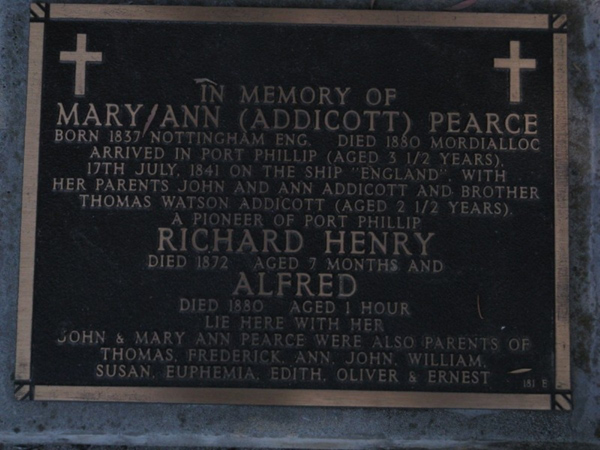 IN MEMORY OF
MARY ANN (ADDICOTT) PEARCE
BORN 1837 NOTTINGHAM ENG. DIED 1880 MORDIALLOC
ARRIVED IN PORT PHILLIP (AGED 3 1/2 YEARS),
17TH JULY, 1841 ON THE SHIP "ENGLAND", WITH
HER PARENTS JOHN AND ANN ADDICOTT AND BROTHER
THOMAS WATSON ADDICOTT (AGED 2 1/2 YEARS).
A PIONEER OF PORT PHILLIP
RICHARD HENRY
DIED 1872 AGED 7 MONTHS AND
ALFRED
DIED 1880 AGED 1 HOUR
LIE HERE WITH HER
JOHN & MARY ANN PEARCE WERE ALSO PARENTS OF
THOMAS, FREDERICK, ANN, JOHN, WILLIAM,
SUSAN, EUPHEMIA, EDITH, OLIVER & ERNEST
181 E